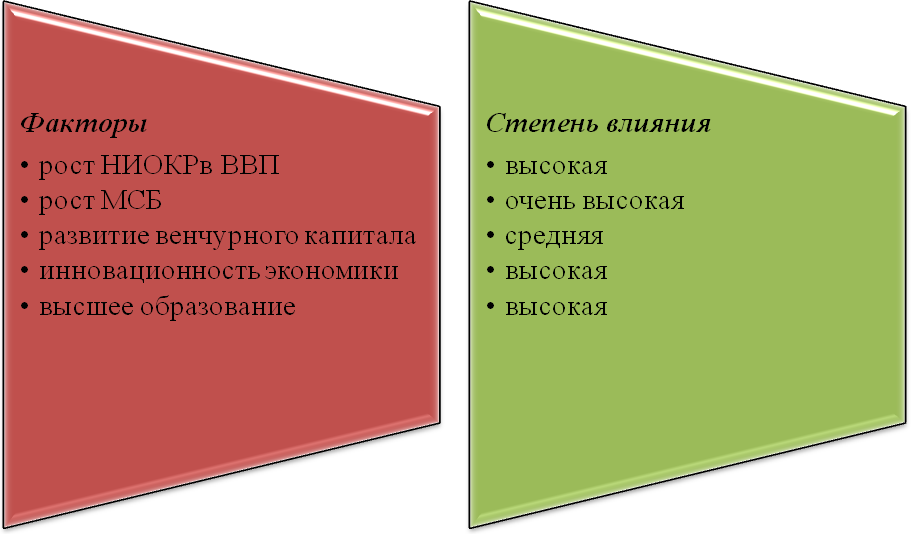 Факторы
• рост НИОКРв ВВП
• рост МСБ
• развитие венчурного капитала
• инновационность экономики
• высшее образование
Степень влияния
• высокая
• очень высокая
• средняя
• высокая
• высокая